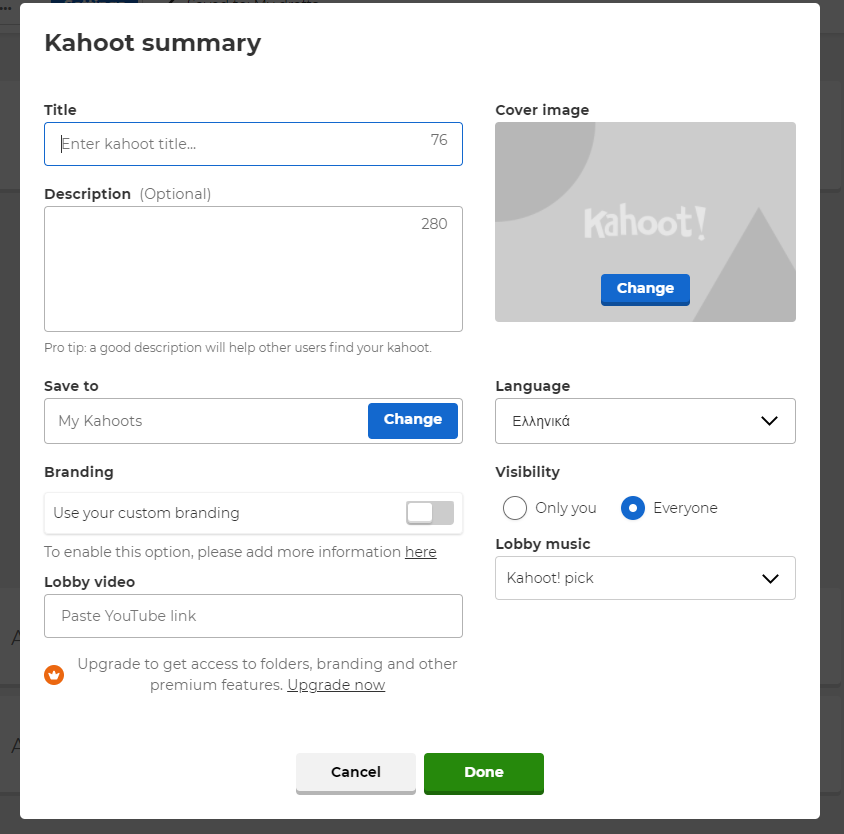 Kahoot summary
Title
Enter kahoot title...
76
Description (Optional)
280
Pro tip: a good description will help other users find your kahoot.
Save to
My Kahoots
Change
Branding
Use your custom branding
To enable this option, please add more information here
Lobby video
Paste YouTube link
Upgrade to get access to folders, branding and other
premium features. Upgrade now
Cover image
Kahoot!
Change
Language
Ελληνικά
Visibility
Only you
Everyone
Lobby music
Kahoot! pick
Cancel
Done